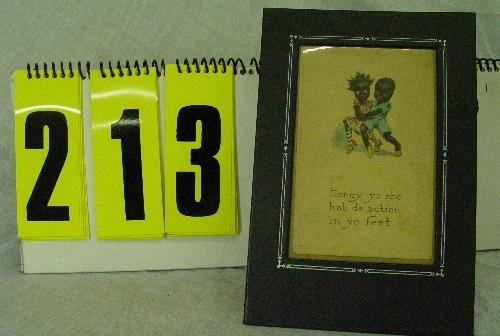 213
Honey yo sho
hab de action
in yo feet